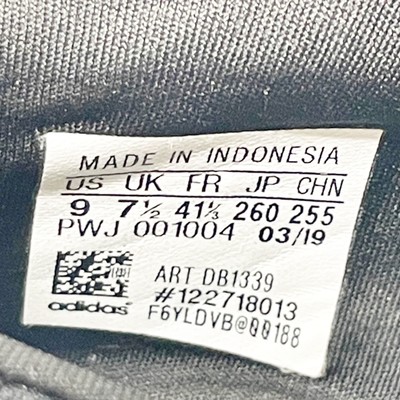 MADE IN INDONESIA
US UK FR JP CHN
9 7½ 41⅓ 260 255
PWJ 001004 03/19
ART DB1339
#122718013
adidas F6YLDVB@00188